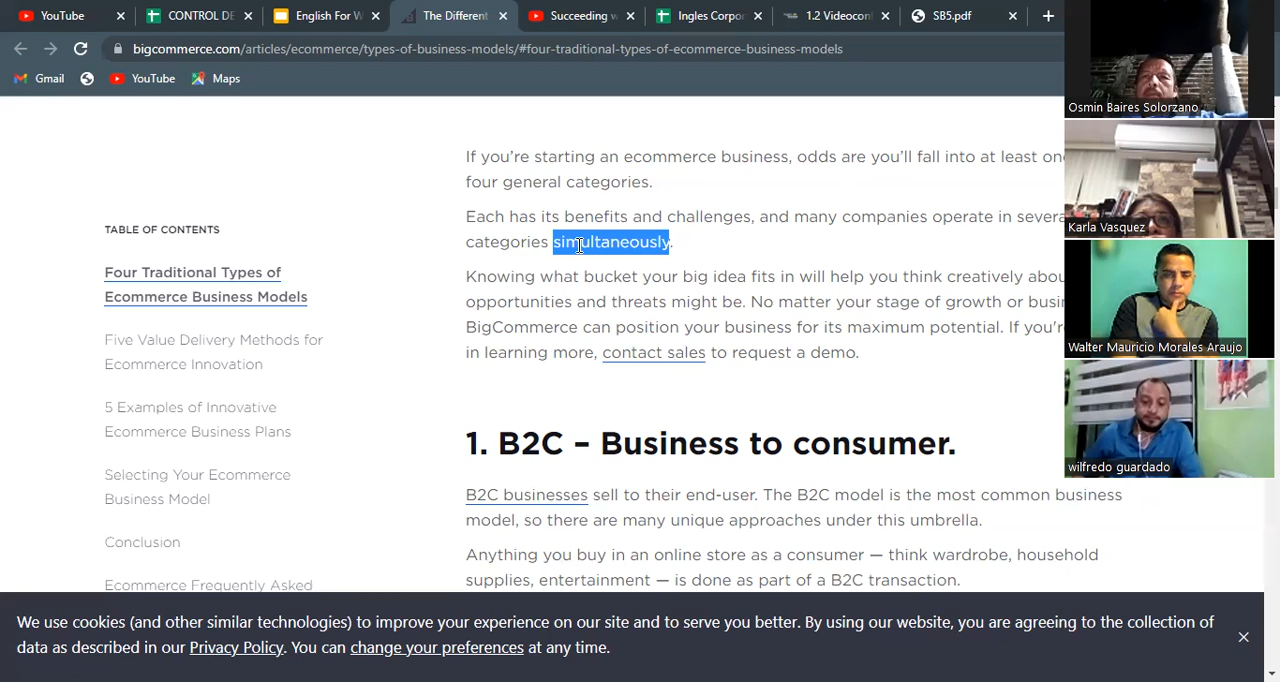 YouTube
CONTROL DE
English For W
The Different
Succeeding w
Ingles Corpor
1.2 Videocon
SB5.pdf
bigcommerce.com/articles/ecommerce/types-of-business-models/#four-traditional-types-of-ecommerce-business-models
Gmail
YouTube
Maps
If you're starting an ecommerce business, odds are you'll fall into at least one
four general categories.
Each has its benefits and challenges, and many companies operate in severa
categories simultaneously.
Knowing what bucket your big idea fits in will help you think creatively abou
opportunities and threats might be. No matter your stage of growth or busi
BigCommerce can position your business for its maximum potential. If you're
in learning more, contact sales to request a demo.
TABLE OF CONTENTS
Four Traditional Types of
Ecommerce Business Models
Five Value Delivery Methods for
Ecommerce Innovation
5 Examples of Innovative
Ecommerce Business Plans
Selecting Your Ecommerce
Business Model
Conclusion
Ecommerce Frequently Asked
1. B2C – Business to consumer.
B2C businesses sell to their end-user. The B2C model is the most common business
model, so there are many unique approaches under this umbrella.
Anything you buy in an online store as a consumer — think wardrobe, household
supplies, entertainment — is done as part of a B2C transaction.
We use cookies (and other similar technologies) to improve your experience on our site and to serve you better. By using our website, you are agreeing to the collection of
data as described in our Privacy Policy. You can change your preferences at any time.
Osmin Baires Solorzano
Karla Vasquez
Walter Mauricio Morales Araujo
wilfredo guardado